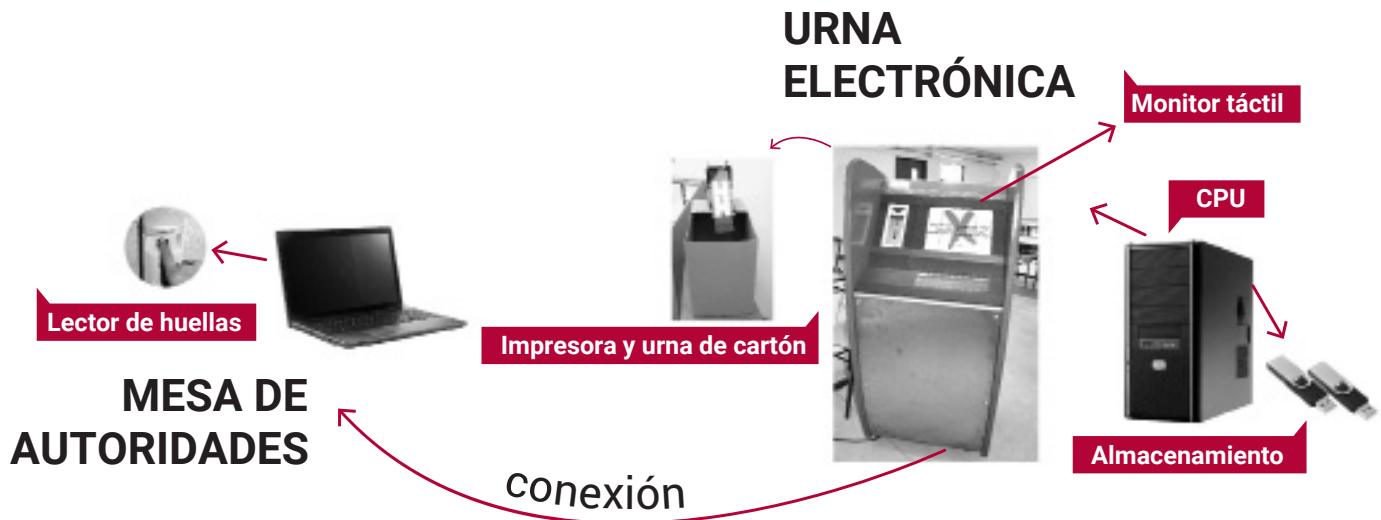 URNA
ELECTRÓNICA
Monitor táctil
CPU
Lector de huellas
Impresora y urna de cartón
MESA DE
AUTORIDADES
Almacenamiento
conexión